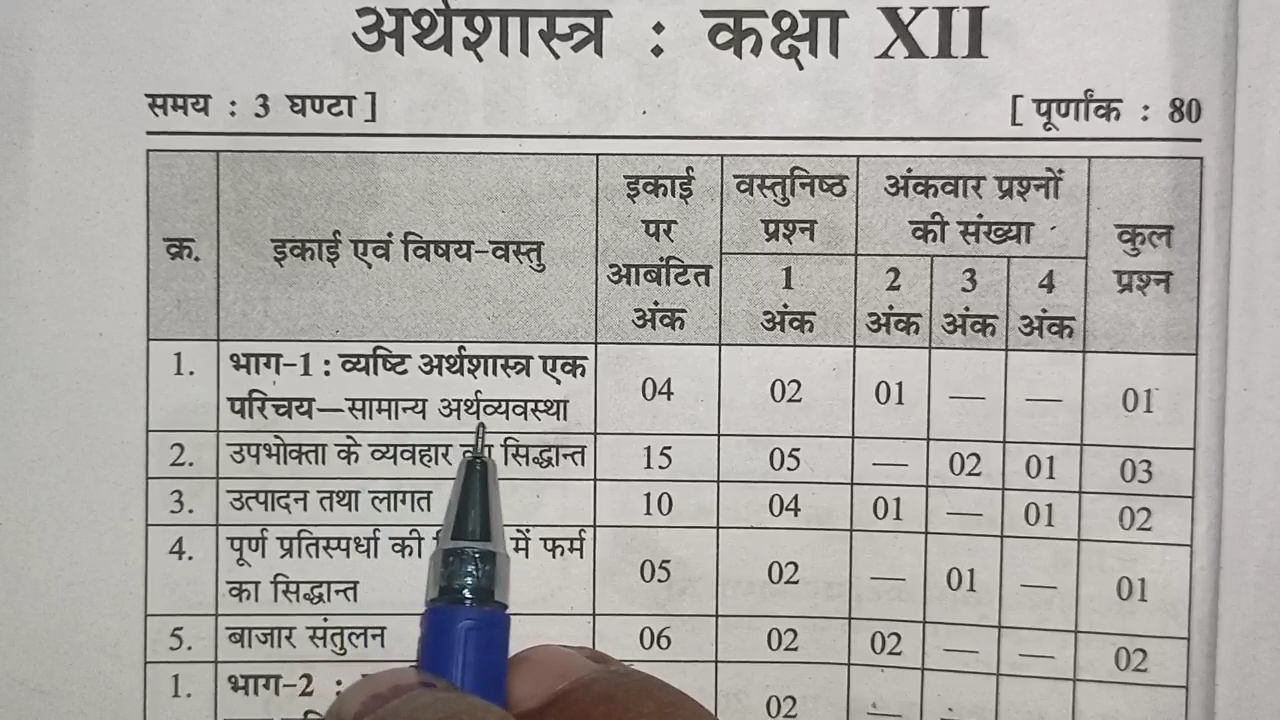 अर्थशास्त्र : कक्षा XII
समय : 3 घण्टा ] [ पूर्णांक : 80
क्र. इकाई एवं विषय-वस्तु इकाई पर आबंटित अंक वस्तुनिष्ठ प्रश्न अंकवार प्रश्नों की संख्या कुल प्रश्न
1 अंक 2 अंक 3 अंक 4 अंक
1. भाग-1 : व्यष्टि अर्थशास्त्र एक 04 02 01 — — 01
परिचय—सामान्य अर्थव्यवस्था
2. उपभोक्ता के व्यवहार का सिद्धान्त 15 05 — 02 01 03
3. उत्पादन तथा लागत 10 04 01 — 01 02
4. पूर्ण प्रतिस्पर्धा की में फर्म 05 02 — 01 — 01
का सिद्धान्त
5. बाजार संतुलन 06 02 02 — — 02
1. भाग-2 : 02 — —